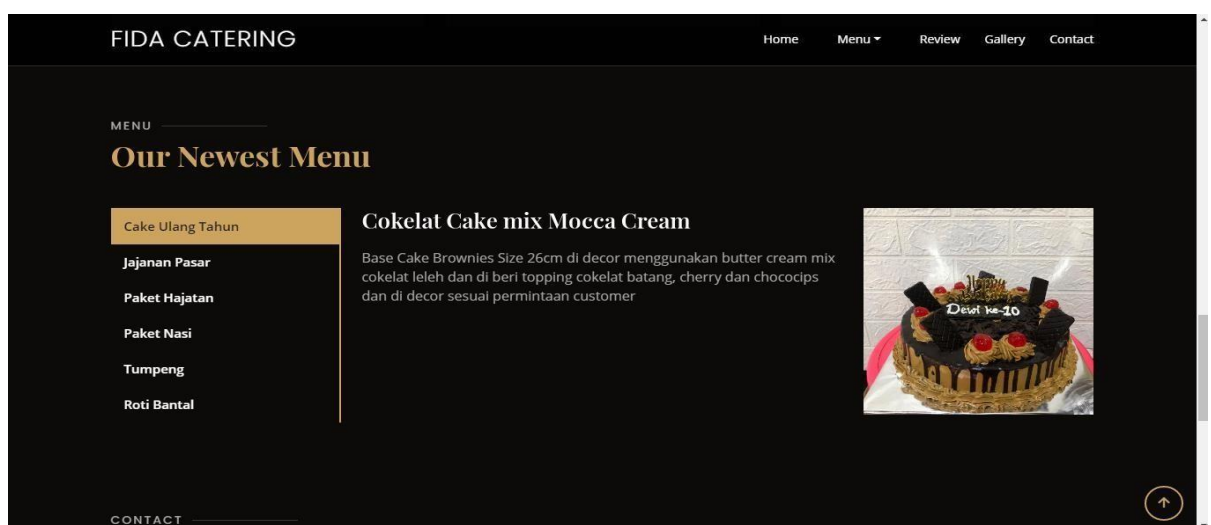 FIDA CATERING
Home Menu Review Gallery Contact
MENU
Our Newest Menu
Cake Ulang Tahun
Jajanan Pasar
Paket Hajatan
Paket Nasi
Tumpeng
Roti Bantal
Cokelat Cake mix Mocca Cream
Base Cake Brownies Size 26cm di decor menggunakan butter cream mix
cokelat leleh dan di beri topping cokelat batang, cherry dan chococips
dan di decor sesuai permintaan customer
Happy
Dewi ke-20
CONTACT